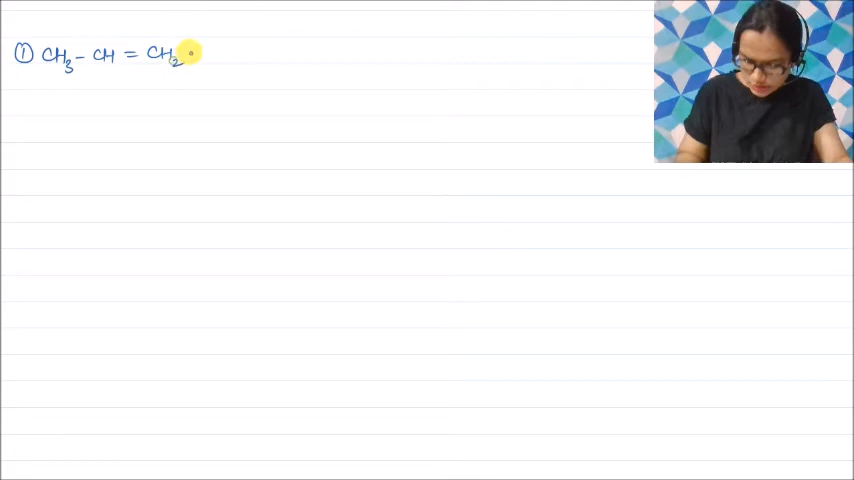 ① CH₃ - CH = CH₂